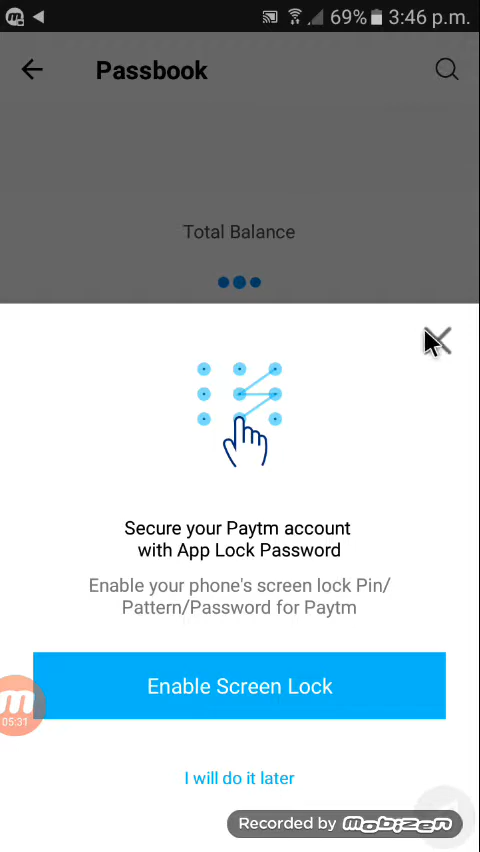 69% 3:46 p.m.
Passbook
Total Balance
Secure your Paytm account
with App Lock Password
Enable your phone's screen lock Pin/
Pattern/Password for Paytm
Enable Screen Lock
05:31
I will do it later
Recorded by mobizen